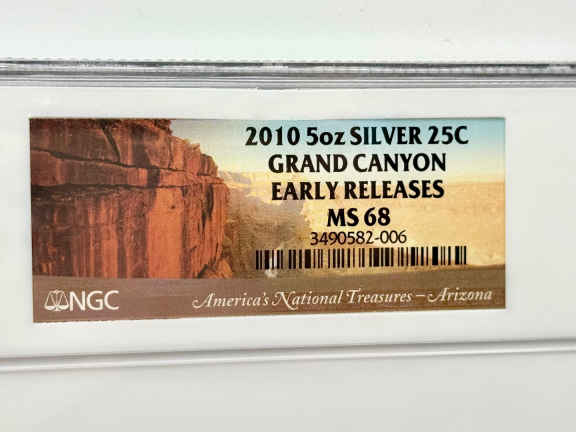 2010 5oz SILVER 25C
GRAND CANYON
EARLY RELEASES
MS 68
3490582-006
NGC
America's National Treasures – Arizona